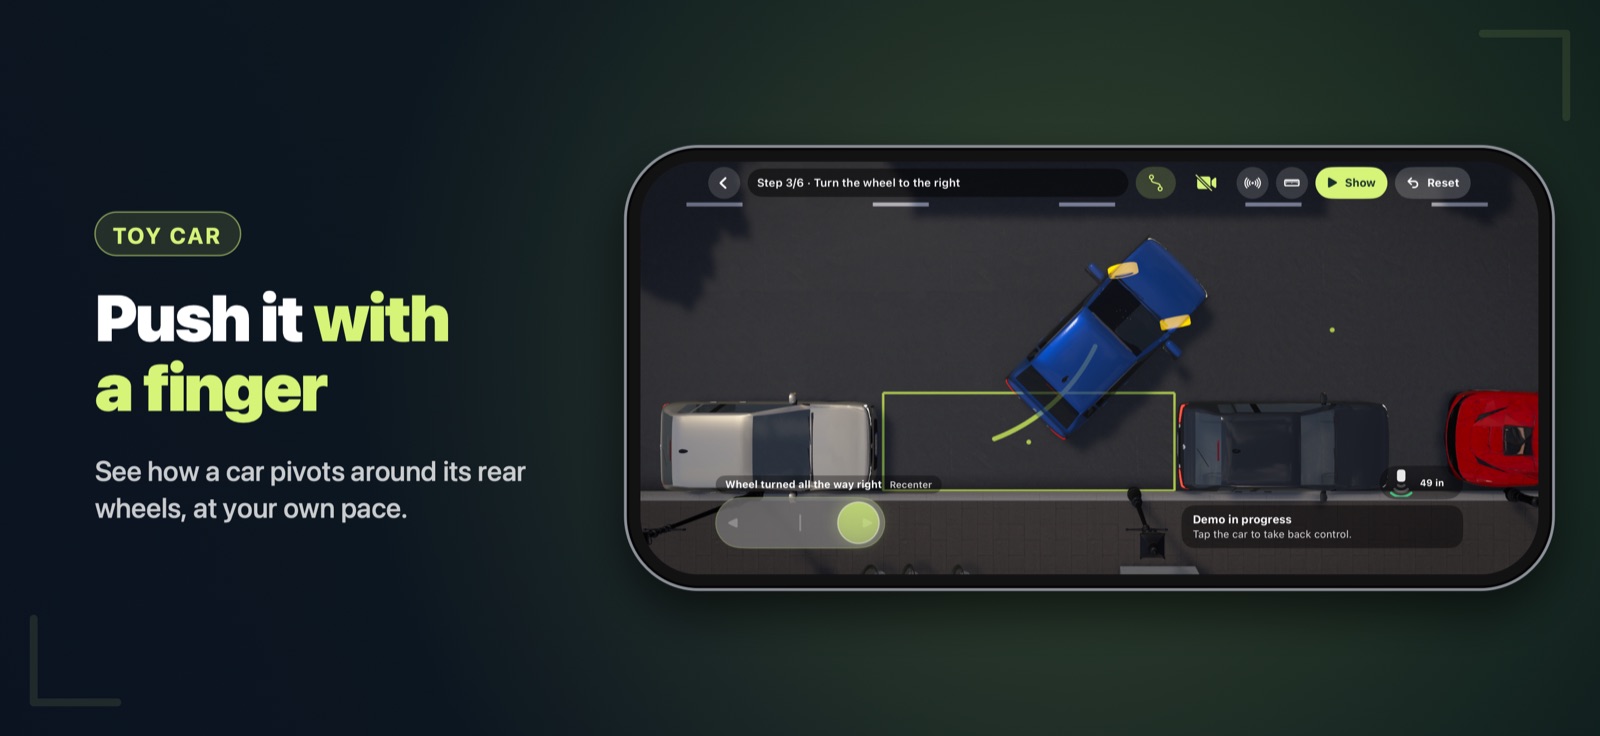 TOY CAR
Push it with
a finger
See how a car pivots around its rear
wheels, at your own pace.
Step 3/6 · Turn the wheel to the right
Show
Reset
Wheel turned all the way right
Recenter
49 in
Demo in progress
Tap the car to take back control.